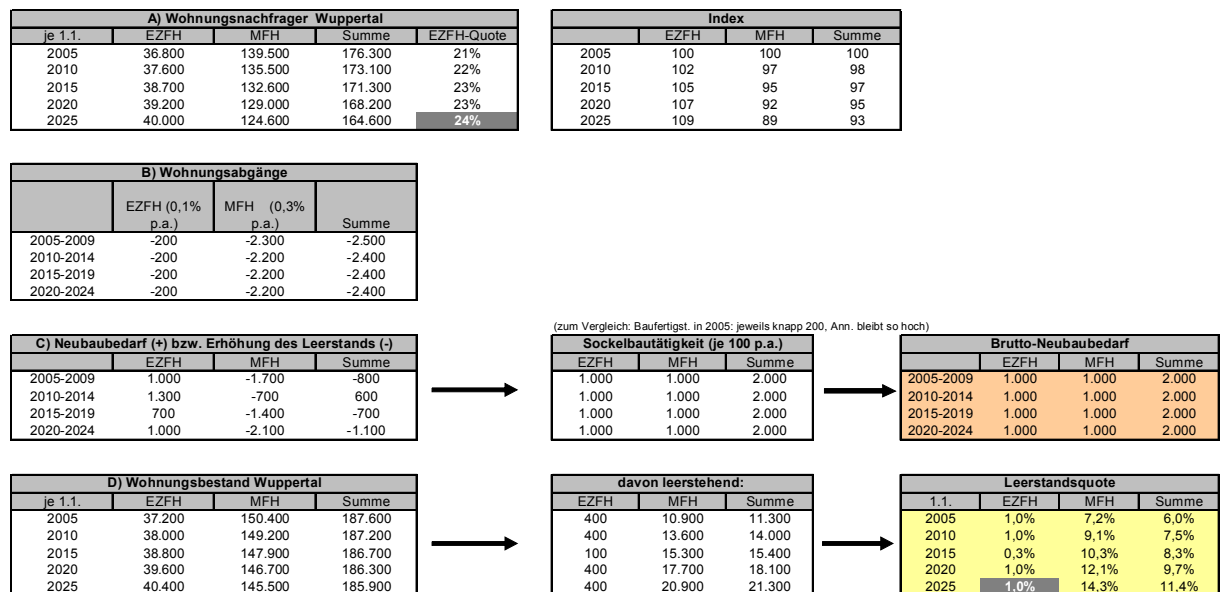 A) Wohnungsnachfrager Wuppertal
je 1.1. EZFH MFH Summe EZFH-Quote
2005 36.800 139.500 176.300 21%
2010 37.600 135.500 173.100 22%
2015 38.700 132.600 171.300 23%
2020 39.200 129.000 168.200 23%
2025 40.000 124.600 164.600 24%
Index
EZFH MFH Summe
2005 100 100 100
2010 102 97 98
2015 105 95 97
2020 107 92 95
2025 109 89 93
B) Wohnungsabgänge
EZFH (0,1% MFH (0,3%
p.a.) p.a.) Summe
2005-2009 -200 -2.300 -2.500
2010-2014 -200 -2.200 -2.400
2015-2019 -200 -2.200 -2.400
2020-2024 -200 -2.200 -2.400
C) Neubaubedarf (+) bzw. Erhöhung des Leerstands (-)
EZFH MFH Summe
2005-2009 1.000 -1.700 -800
2010-2014 1.300 -700 600
2015-2019 700 -1.400 -700
2020-2024 1.000 -2.100 -1.100
(zum Vergleich: Baufertigst. in 2005: jeweils knapp 200, Ann. bleibt so hoch)
Sockelbautätigkeit (je 100 p.a.)
EZFH MFH Summe
1.000 1.000 2.000
1.000 1.000 2.000
1.000 1.000 2.000
1.000 1.000 2.000
Brutto-Neubaubedarf
EZFH MFH Summe
2005-2009 1.000 1.000 2.000
2010-2014 1.000 1.000 2.000
2015-2019 1.000 1.000 2.000
2020-2024 1.000 1.000 2.000
D) Wohnungsbestand Wuppertal
je 1.1. EZFH MFH Summe
2005 37.200 150.400 187.600
2010 38.000 149.200 187.200
2015 38.800 147.900 186.700
2020 39.600 146.700 186.300
2025 40.400 145.500 185.900
davon leerstehend:
EZFH MFH Summe
400 10.900 11.300
400 13.600 14.000
100 15.300 15.400
400 17.700 18.100
400 20.900 21.300
Leerstandsquote
1.1. EZFH MFH Summe
2005 1,0% 7,2% 6,0%
2010 1,0% 9,1% 7,5%
2015 0,3% 10,3% 8,3%
2020 1,0% 12,1% 9,7%
2025 1,0% 14,3% 11,4%